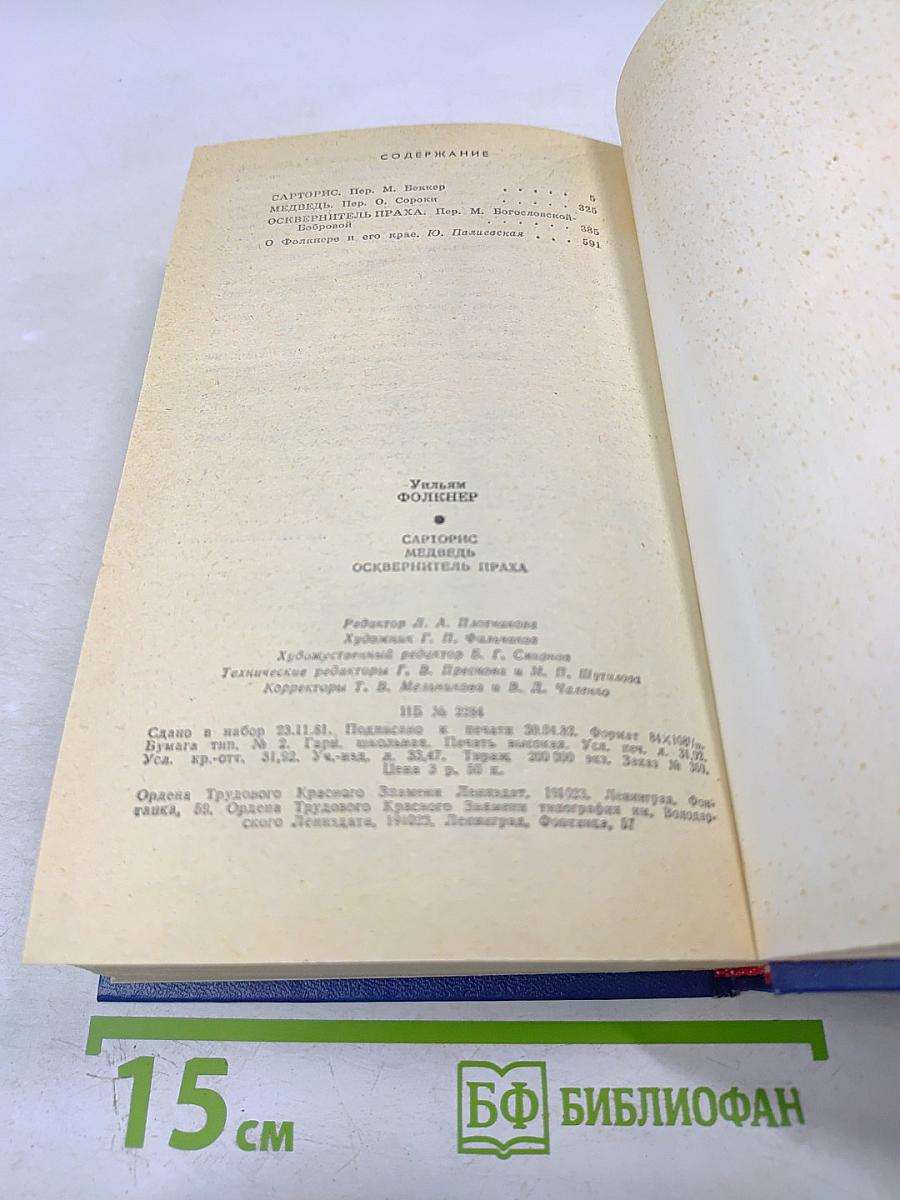 СОДЕРЖАНИЕ
САРТОРИС. Пер. М. Беккер . . . . . 5
МЕДВЕДЬ. Пер. О. Сороки . . . . . 325
ОСКВЕРНИТЕЛЬ ПРАХА. Пер. М. Богословской-
Бобровой . . . . . . 385
О Фолкнере и его крае. Ю. Палиевская . . . 591
Уильям
ФОЛКНЕР
САРТОРИС
МЕДВЕДЬ
ОСКВЕРНИТЕЛЬ ПРАХА
Редактор Л. А. Плотникова
Художник Г. П. Фильчаков
Художественный редактор Б. Г. Смирнов
Технические редакторы Г. В. Преснова и М. П. Шутилова
Корректоры Т. В. Мельникова и В. Д. Чаленко
ИБ № 2284
Сдано в набор 23.11.81. Подписано к печати 20.04.82. Формат 84×108¹/₃₂.
Бумага тип. № 2. Гарн. школьная. Печать высокая. Усл. печ. л. 31,92.
Усл. кр.-отт. 31,92. Уч.-изд. л. 33,47. Тираж 200 000 экз. Заказ №
Цена 3 р. 50 к.
Ордена Трудового Красного Знамени Лениздат, 191023, Ленинград, Фон-
танка, 59. Ордена Трудового Красного Знамени типография им. Володар-
ского Лениздата, 191023, Ленинград, Фонтанка, 57
15 см
БФ БИБЛИОФАН